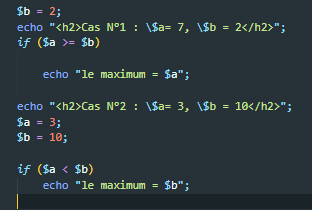 $b = 2;
echo "<h2>Cas N°1 : \$a= 7, \$b = 2</h2>";
if ($a >= $b)
echo "le maximum = $a";
echo "<h2>Cas N°2 : \$a= 3, \$b = 10</h2>";
$a = 3;
$b = 10;
if ($a < $b)
echo "le maximum = $b";